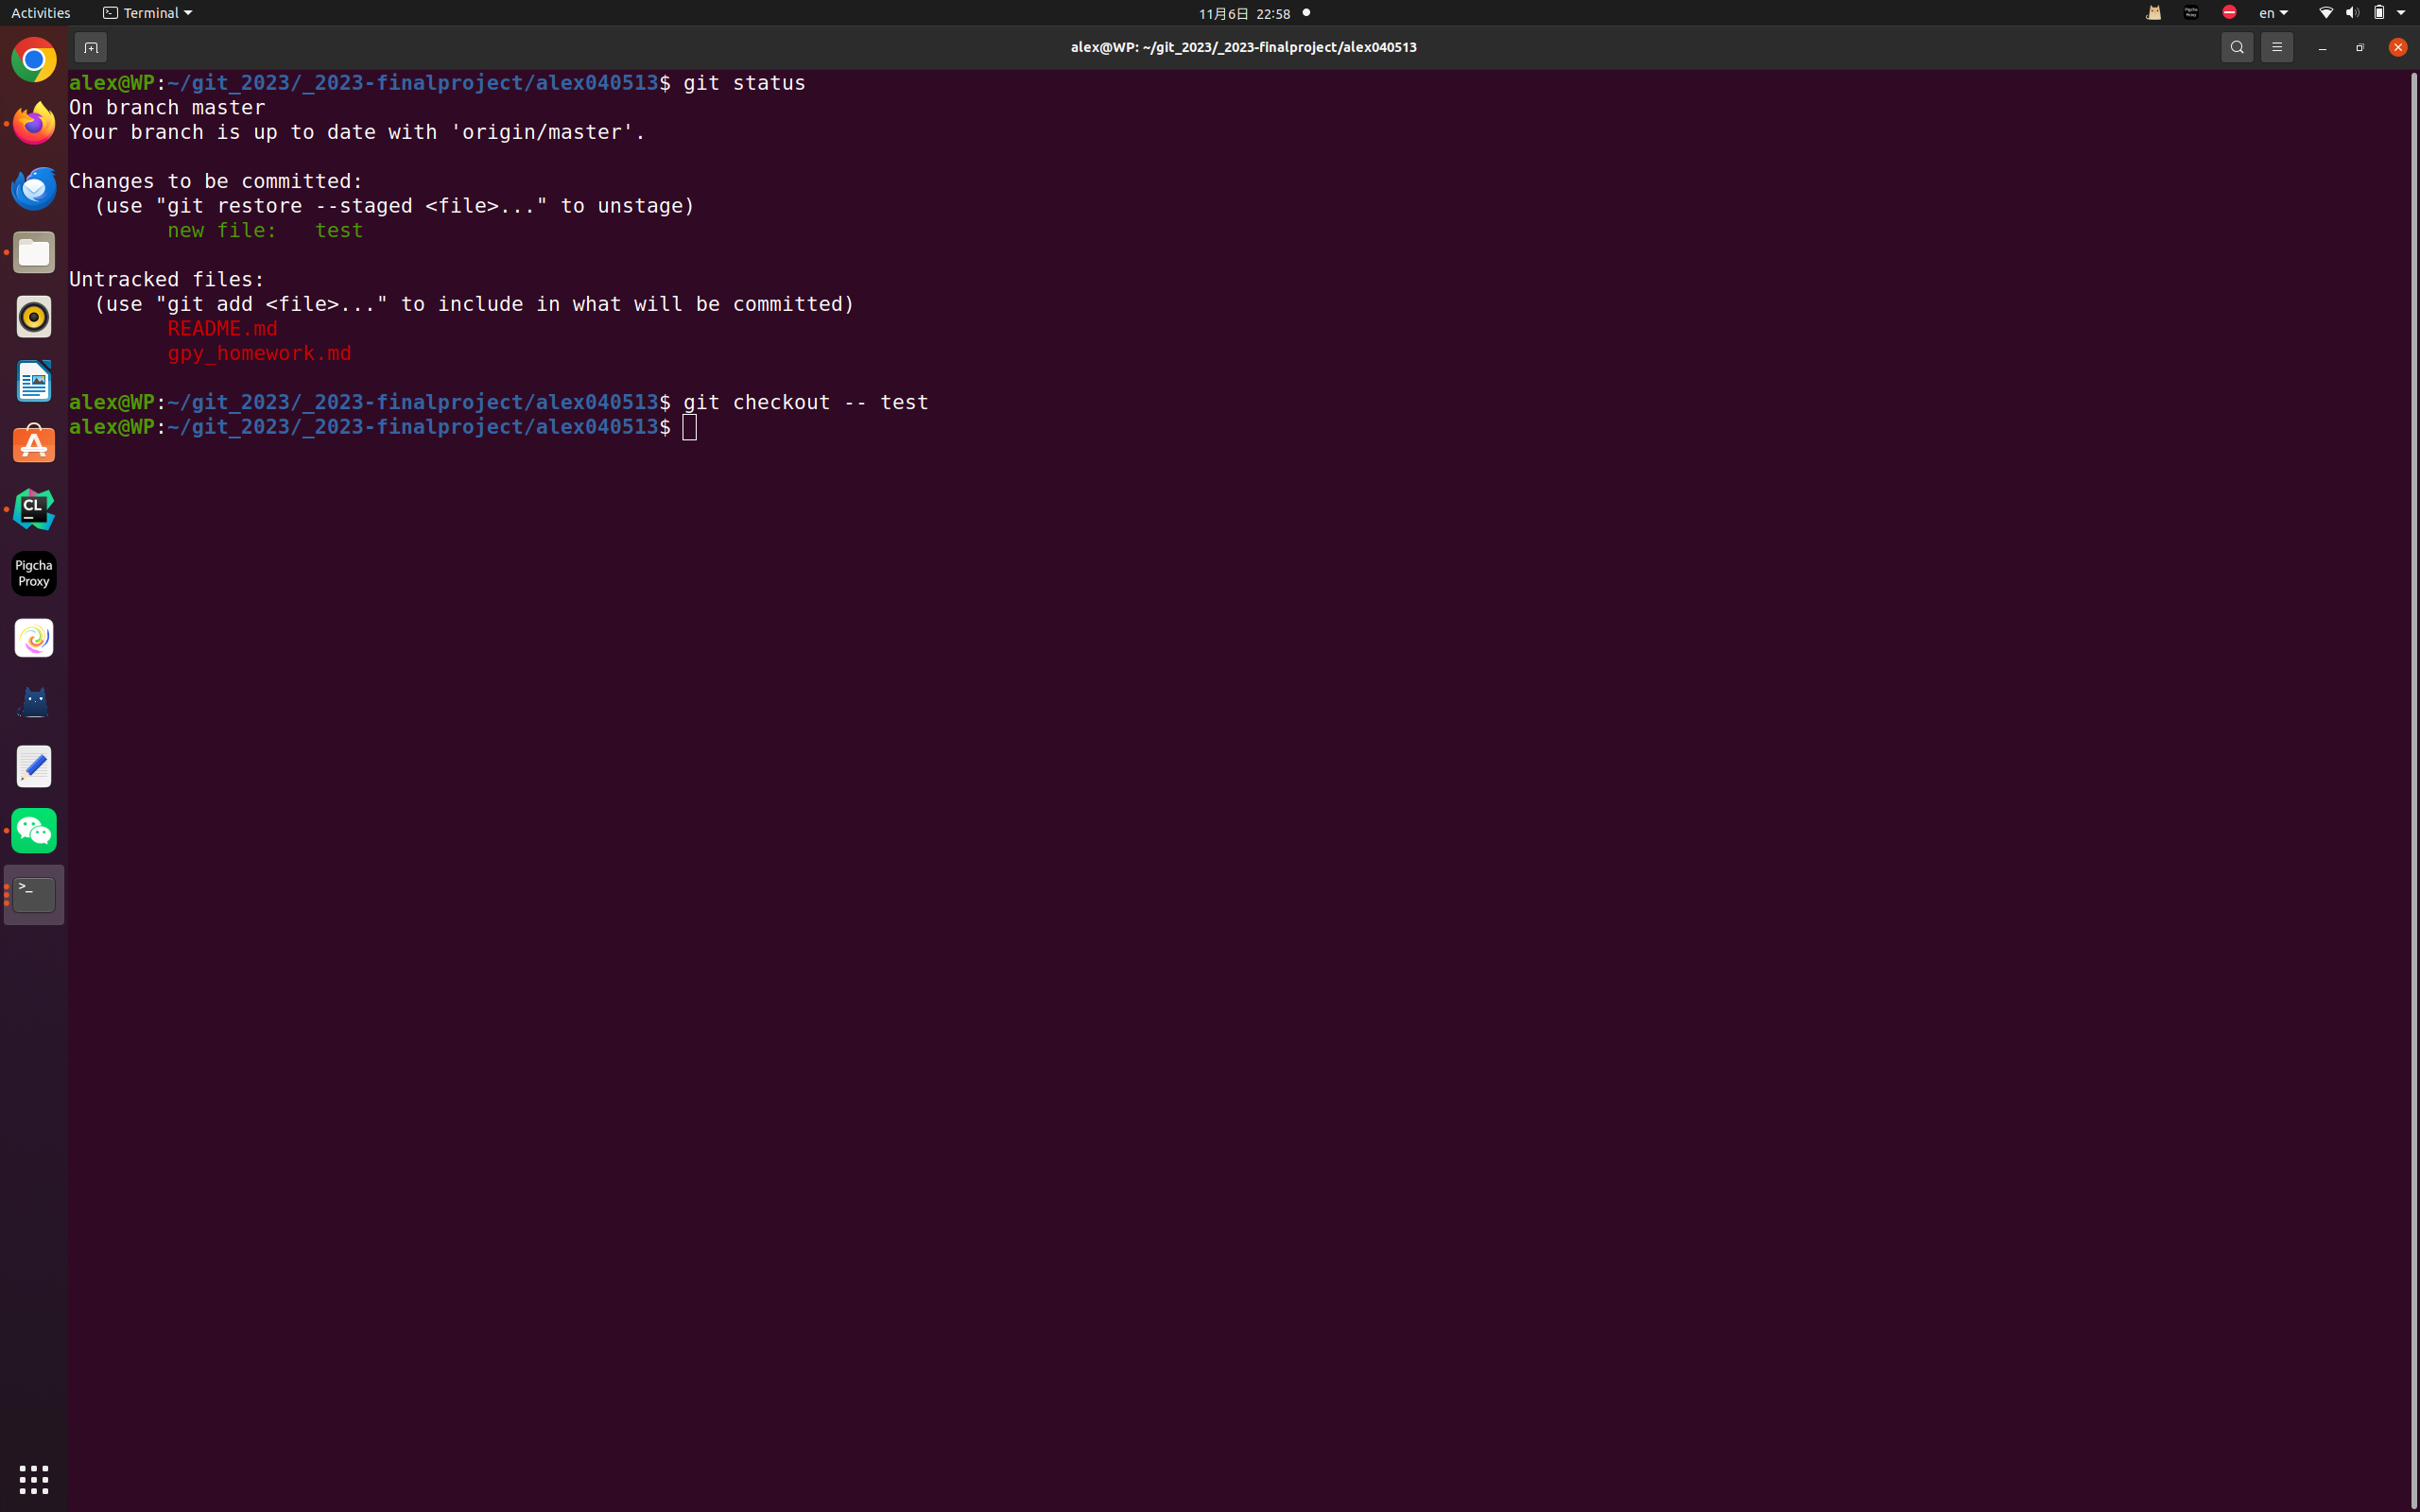 Activities
Terminal
11月6日 22:58
en
alex@WP: ~/git_2023/_2023-finalproject/alex040513
alex@WP:~/git_2023/_2023-finalproject/alex040513$ git status
On branch master
Your branch is up to date with 'origin/master'.
Changes to be committed:
(use "git restore --staged <file>..." to unstage)
new file: test
Untracked files:
(use "git add <file>..." to include in what will be committed)
README.md
gpy_homework.md
alex@WP:~/git_2023/_2023-finalproject/alex040513$ git checkout -- test
alex@WP:~/git_2023/_2023-finalproject/alex040513$
CL
Pigcha
Proxy
>_